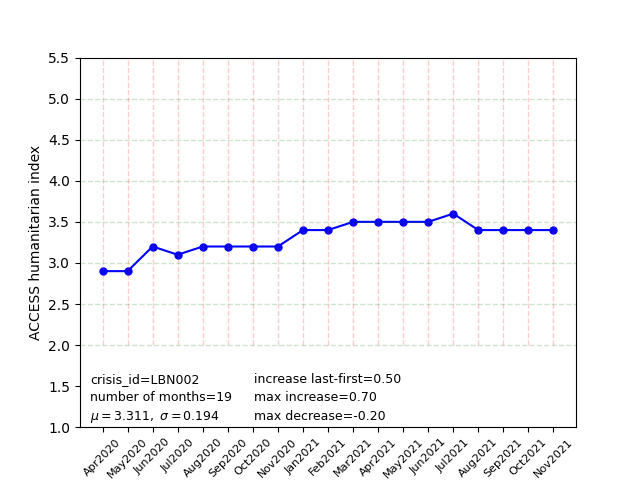 5.5
5.0
4.5
4.0
3.5
3.0
2.5
2.0
1.5
1.0
ACCESS humanitarian index
crisis_id=LBN002
number of months=19
μ=3.311, σ=0.194
increase last-first=0.50
max increase=0.70
max decrease=-0.20
Apr2020
May2020
Jun2020
Jul2020
Aug2020
Sep2020
Oct2020
Nov2020
Jan2021
Feb2021
Mar2021
Apr2021
May2021
Jun2021
Jul2021
Aug2021
Sep2021
Oct2021
Nov2021